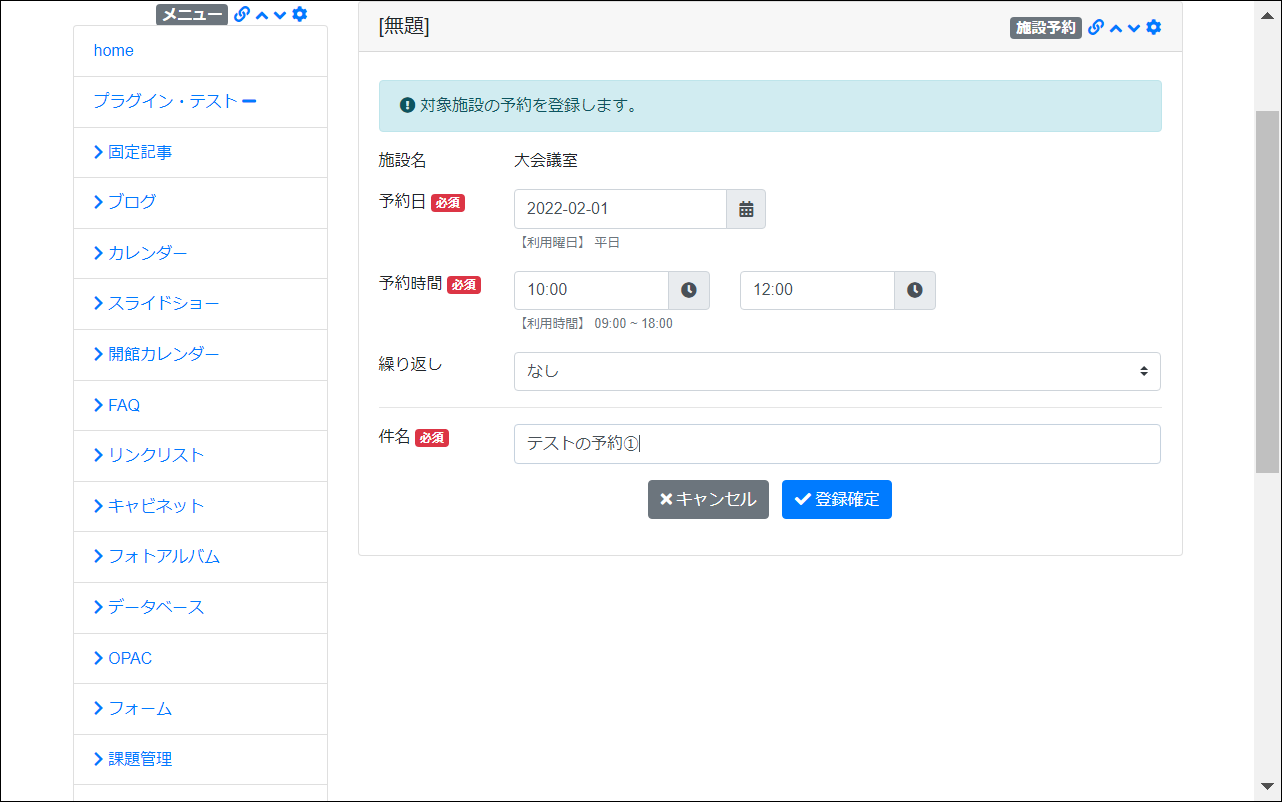 メニュー
home
プラグイン・テスト
固定記事
ブログ
カレンダー
スライドショー
開館カレンダー
FAQ
リンクリスト
キャビネット
フォトアルバム
データベース
OPAC
フォーム
課題管理
[無題]
施設予約
対象施設の予約を登録します。
施設名 大会議室
予約日 必須 2022-02-01
【利用曜日】 平日
予約時間 必須 10:00 12:00
【利用時間】 09:00 ~ 18:00
繰り返し なし
件名 必須 テストの予約①
キャンセル 登録確定